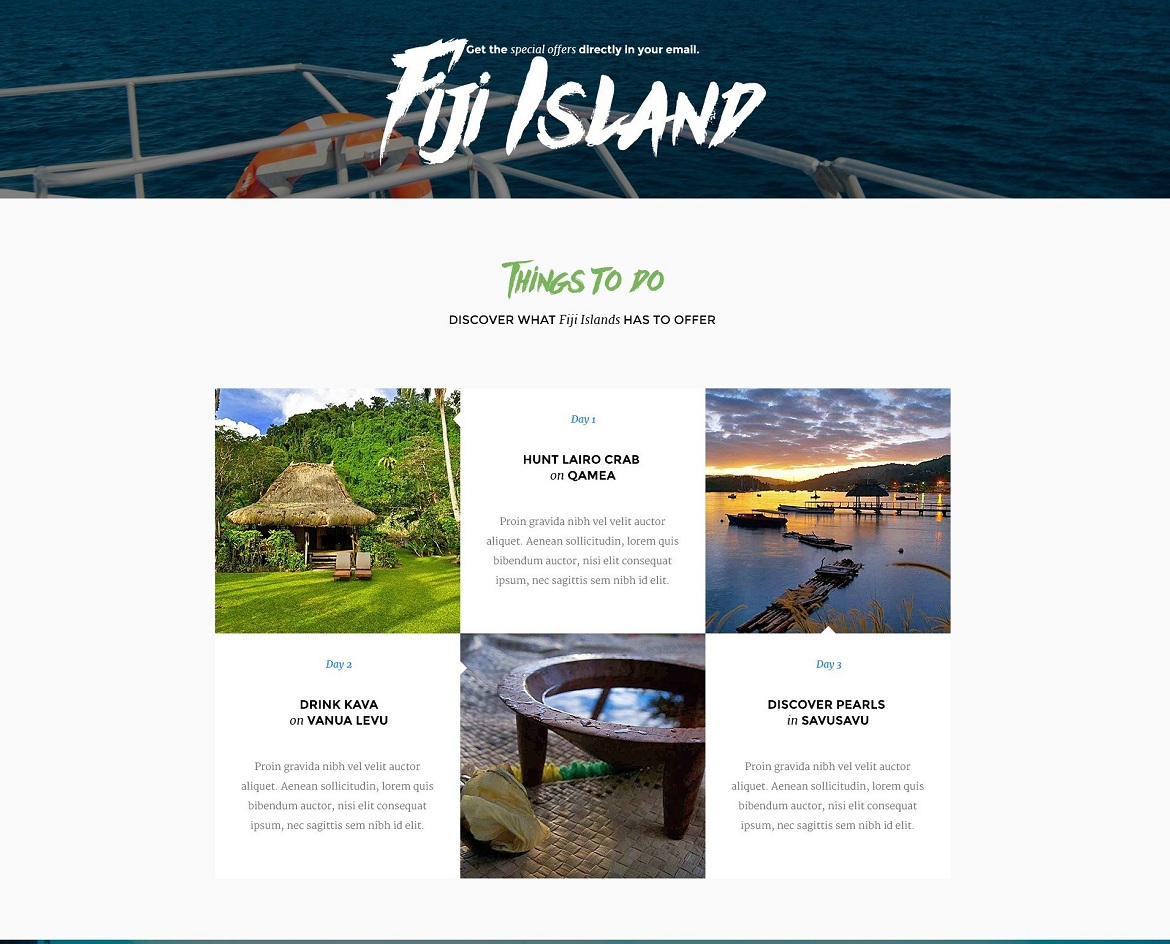 Get the special offers directly in your email.
Fiji Island
Things to do
DISCOVER WHAT Fiji Islands HAS TO OFFER
Day 1
HUNT LAIRO CRAB
on QAMEA
Proin gravida nibh vel velit auctor
aliquet. Aenean sollicitudin, lorem quis
bibendum auctor, nisi elit consequat
ipsum, nec sagittis sem nibh id elit.
Day 2
DRINK KAVA
on VANUA LEVU
Proin gravida nibh vel velit auctor
aliquet. Aenean sollicitudin, lorem quis
bibendum auctor, nisi elit consequat
ipsum, nec sagittis sem nibh id elit.
Day 3
DISCOVER PEARLS
in SAVUSAVU
Proin gravida nibh vel velit auctor
aliquet. Aenean sollicitudin, lorem quis
bibendum auctor, nisi elit consequat
ipsum, nec sagittis sem nibh id elit.